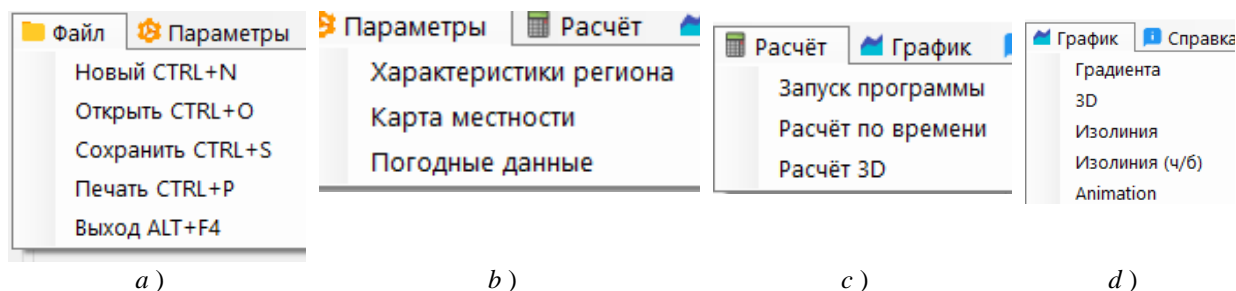 Файл Параметры
Новый CTRL+N
Открыть CTRL+O
Сохранить CTRL+S
Печать CTRL+P
Выход ALT+F4
a )
Параметры Расчёт
Характеристики региона
Карта местности
Погодные данные
b )
Расчёт График
Запуск программы
Расчёт по времени
Расчёт 3D
c )
График Справка
Градиента
3D
Изолиния
Изолиния (ч/б)
Animation
d )